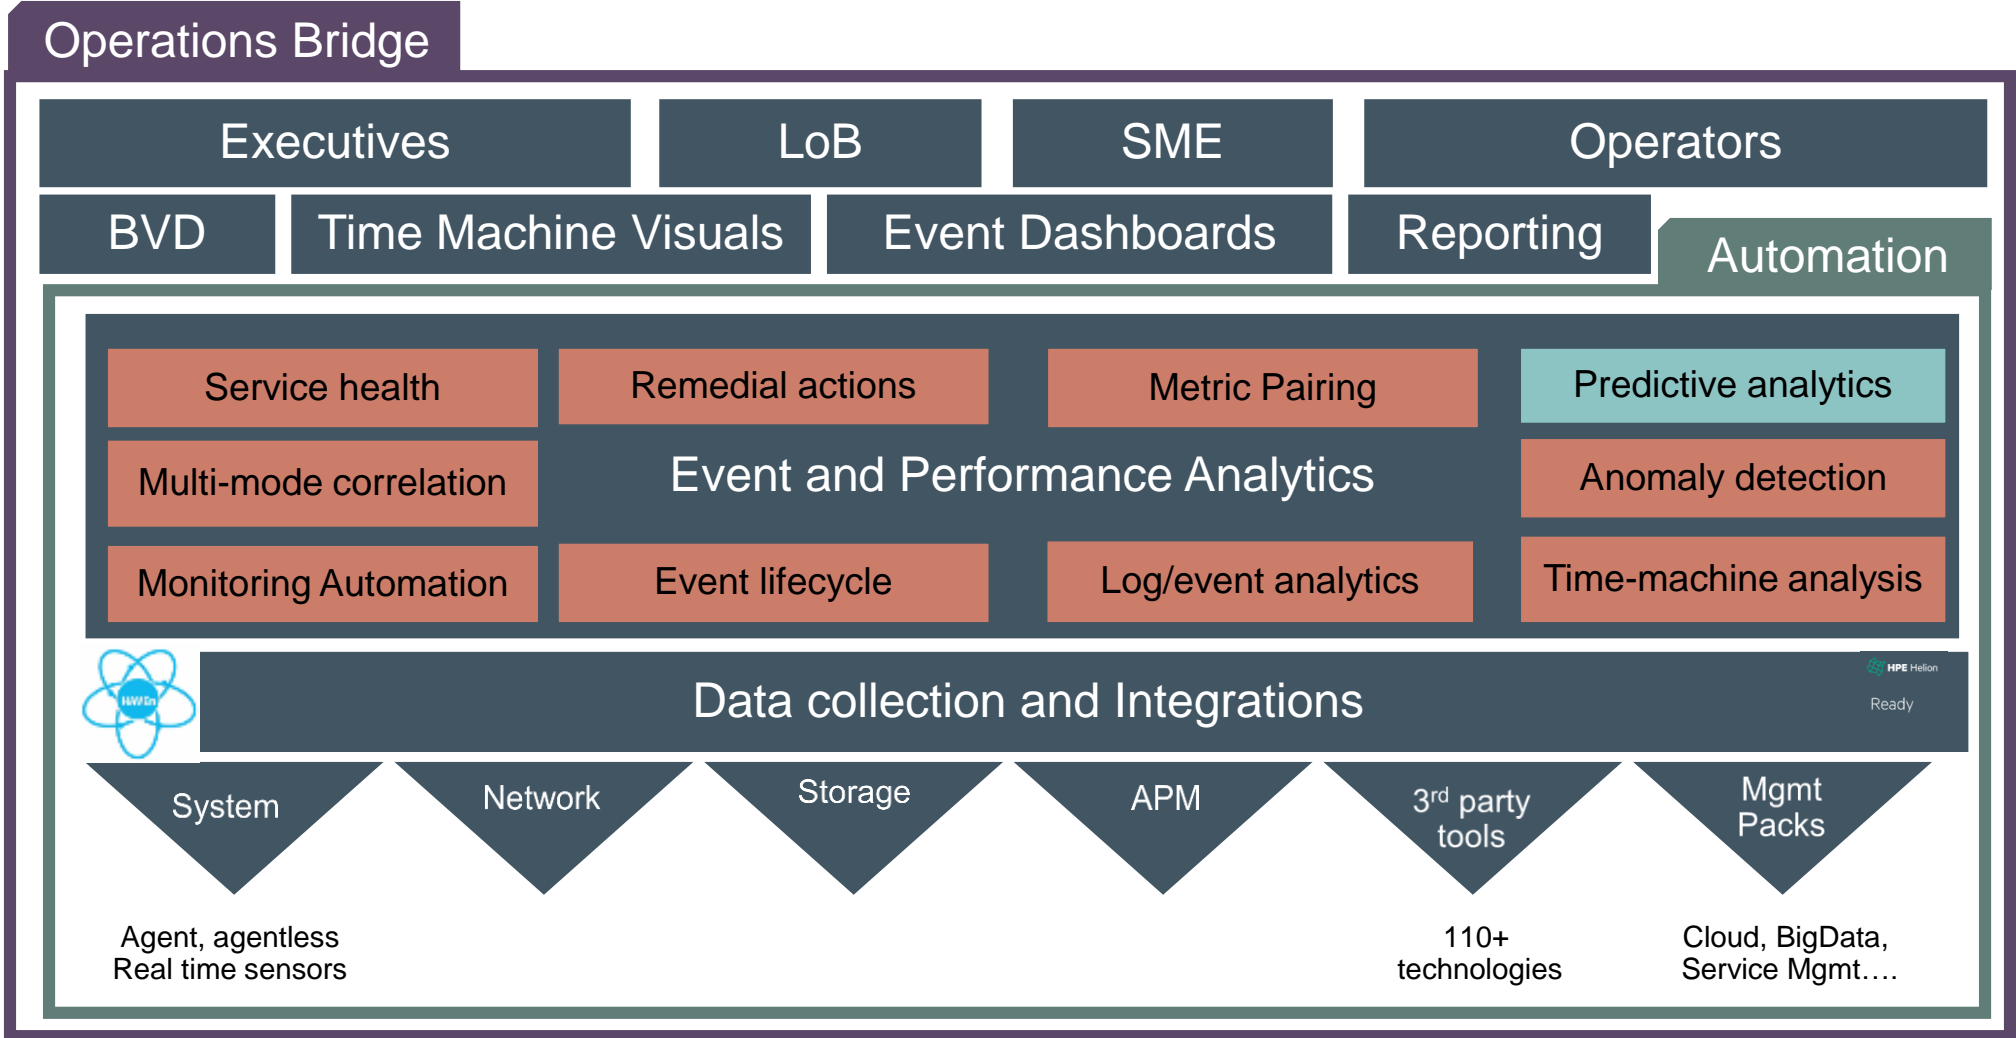 Operations Bridge
Executives
LoB
SME
Operators
BVD
Time Machine Visuals
Event Dashboards
Reporting
Automation
Service health
Remedial actions
Metric Pairing
Predictive analytics
Multi-mode correlation
Event and Performance Analytics
Anomaly detection
Monitoring Automation
Event lifecycle
Log/event analytics
Time-machine analysis
HAVEn
Data collection and Integrations
HPE Helion
Ready
System
Network
Storage
APM
3rd party
tools
Mgmt
Packs
Agent, agentless
Real time sensors
110+
technologies
Cloud, BigData,
Service Mgmt....